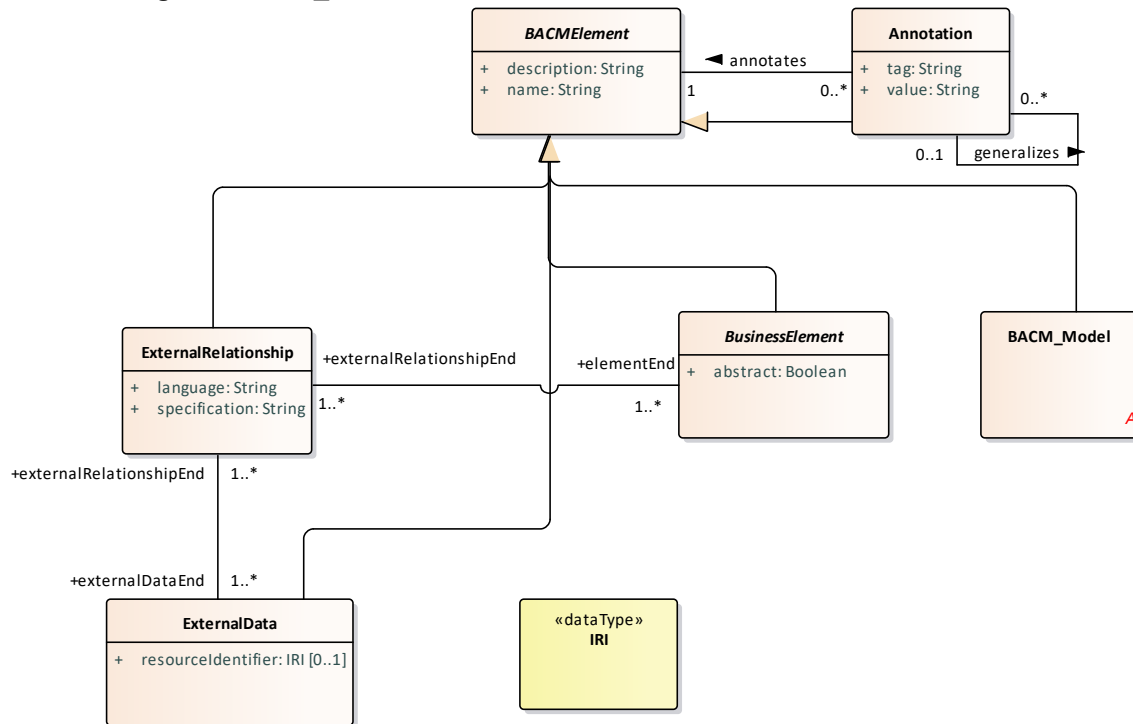 BACMElement
+ description: String
+ name: String
Annotation
+ tag: String
+ value: String
◄ annotates
1
0..*
0..*
0..1
generalizes ►
ExternalRelationship
+ language: String
+ specification: String
+externalRelationshipEnd
1..*
+elementEnd
1..*
BusinessElement
+ abstract: Boolean
BACM_Model
A
+externalRelationshipEnd
1..*
+externalDataEnd
1..*
ExternalData
+ resourceIdentifier: IRI [0..1]
«dataType»
IRI